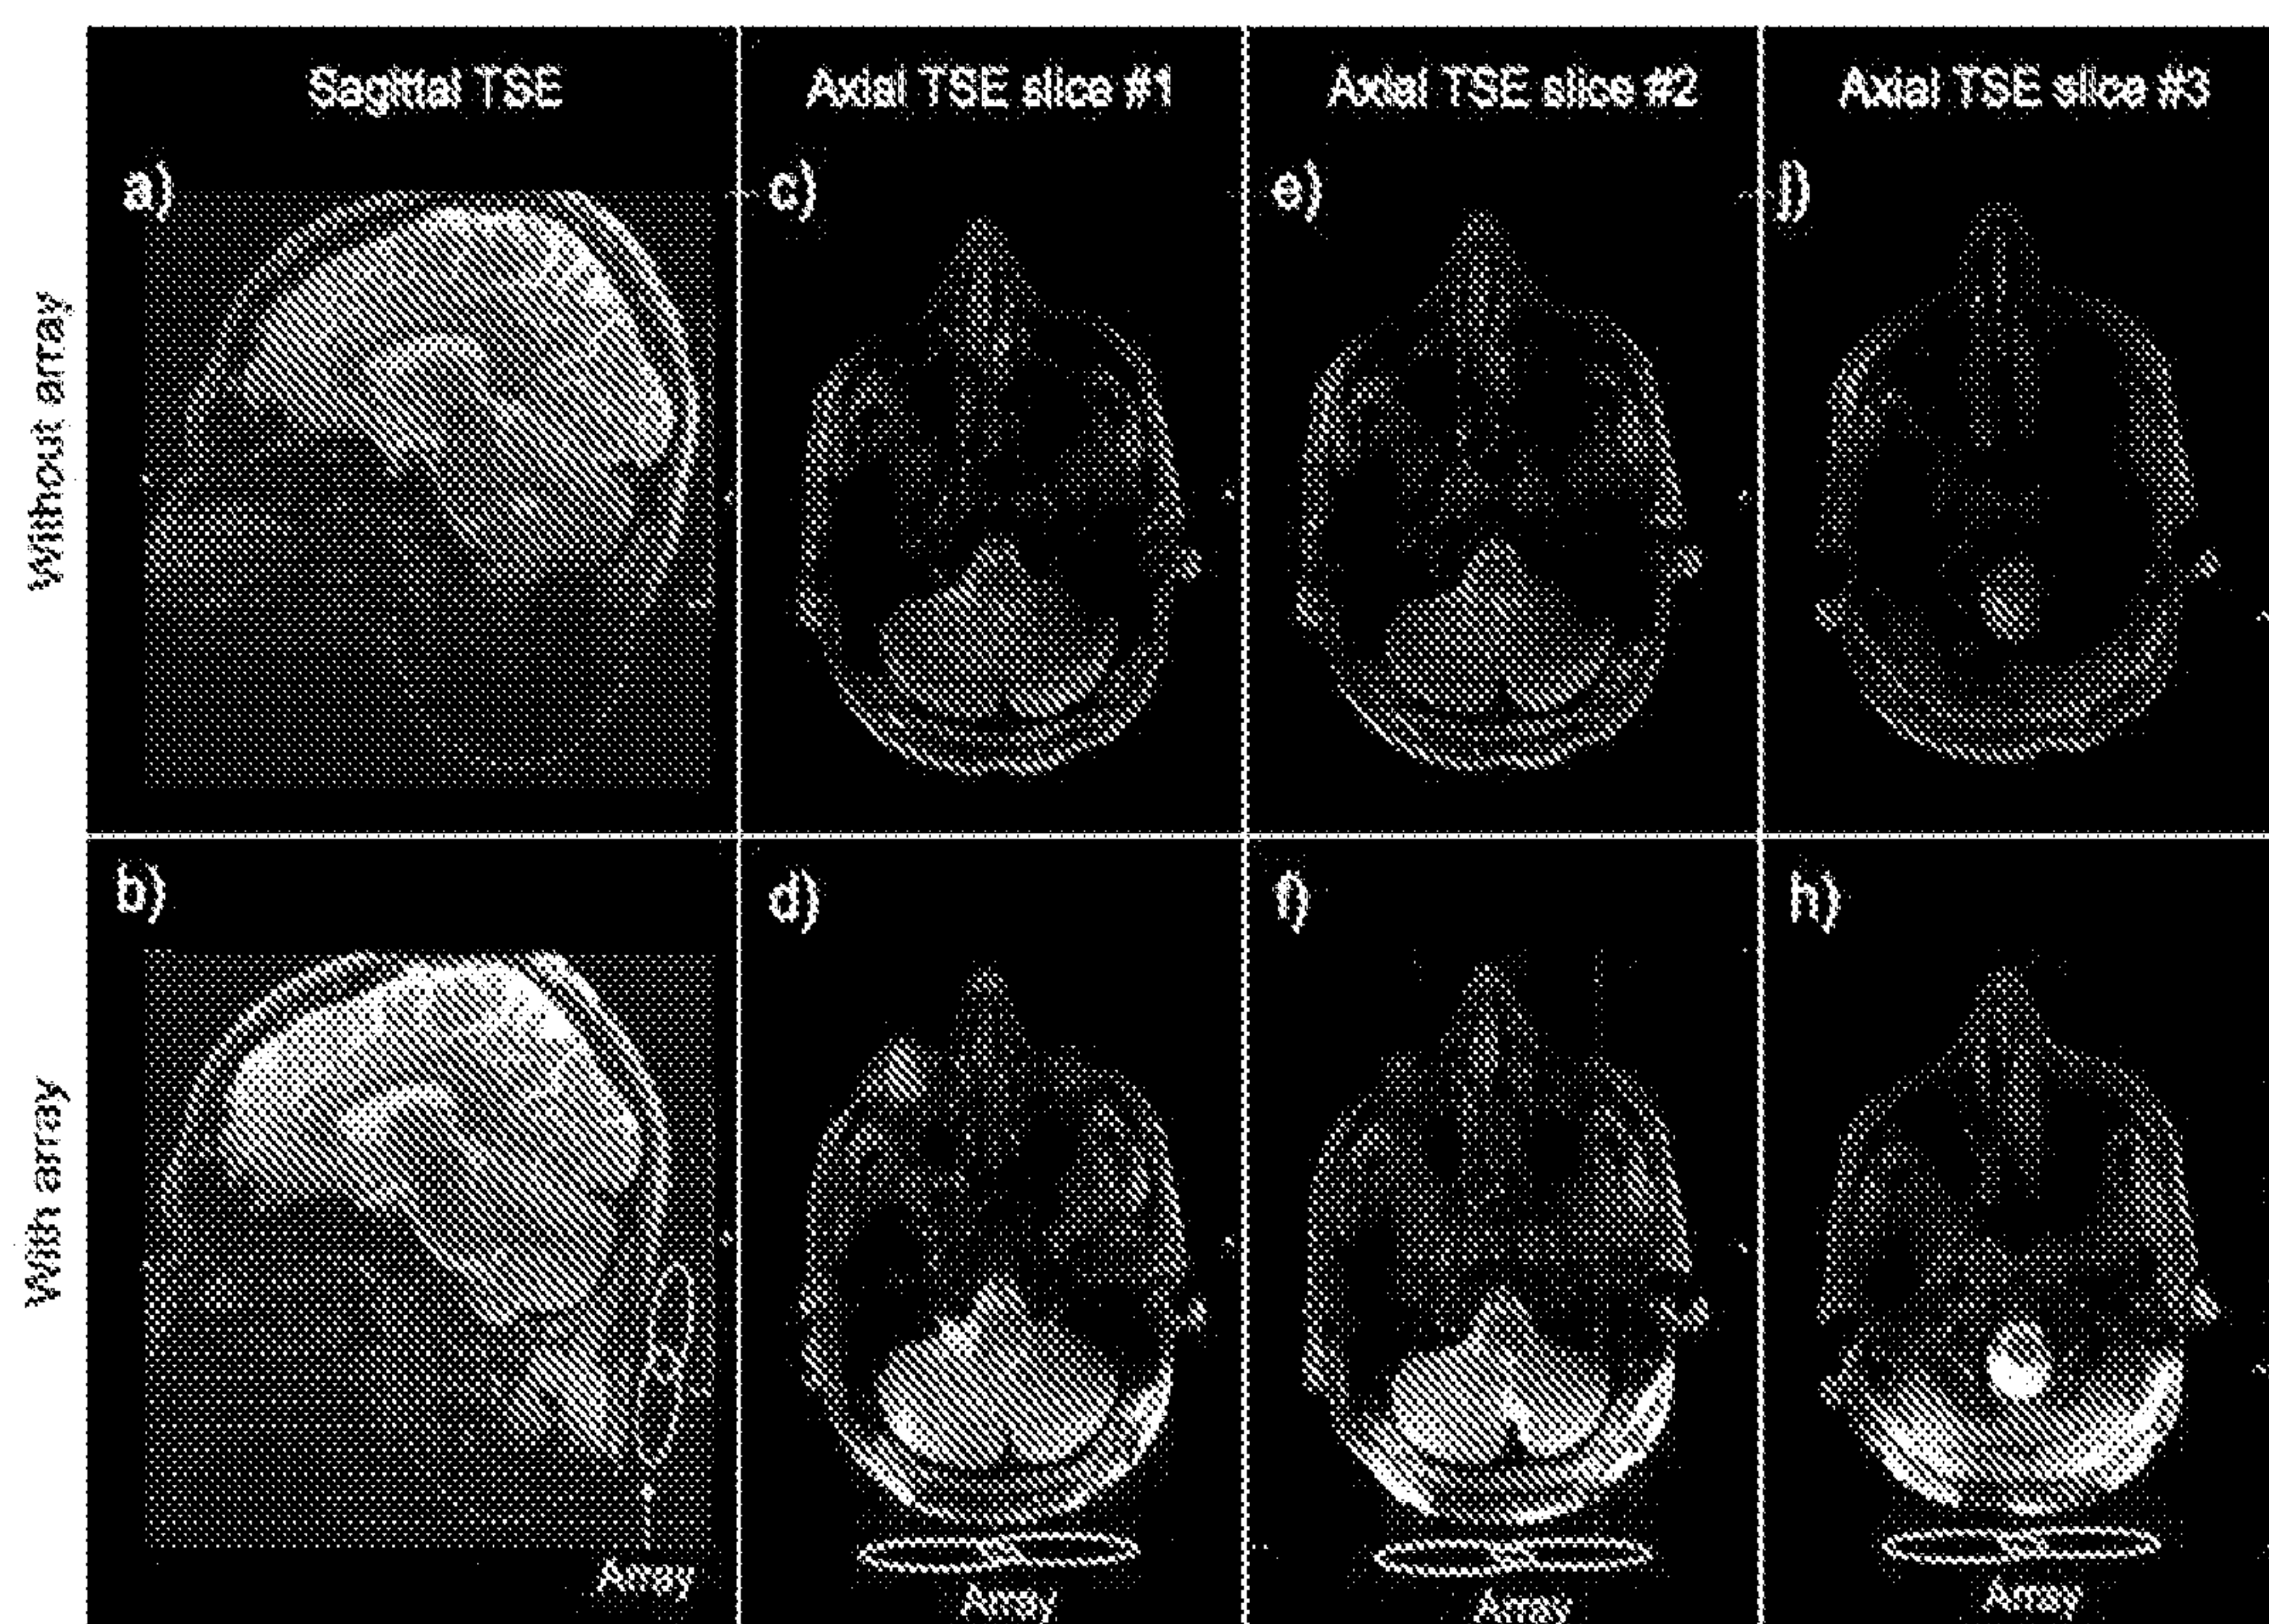 Sagittal TSE
Axial TSE slice #1
Axial TSE slice #2
Axial TSE slice #3
Without array
a)
c)
e)
j)
With array
b)
d)
f)
h)
Array
Array
Array
Array